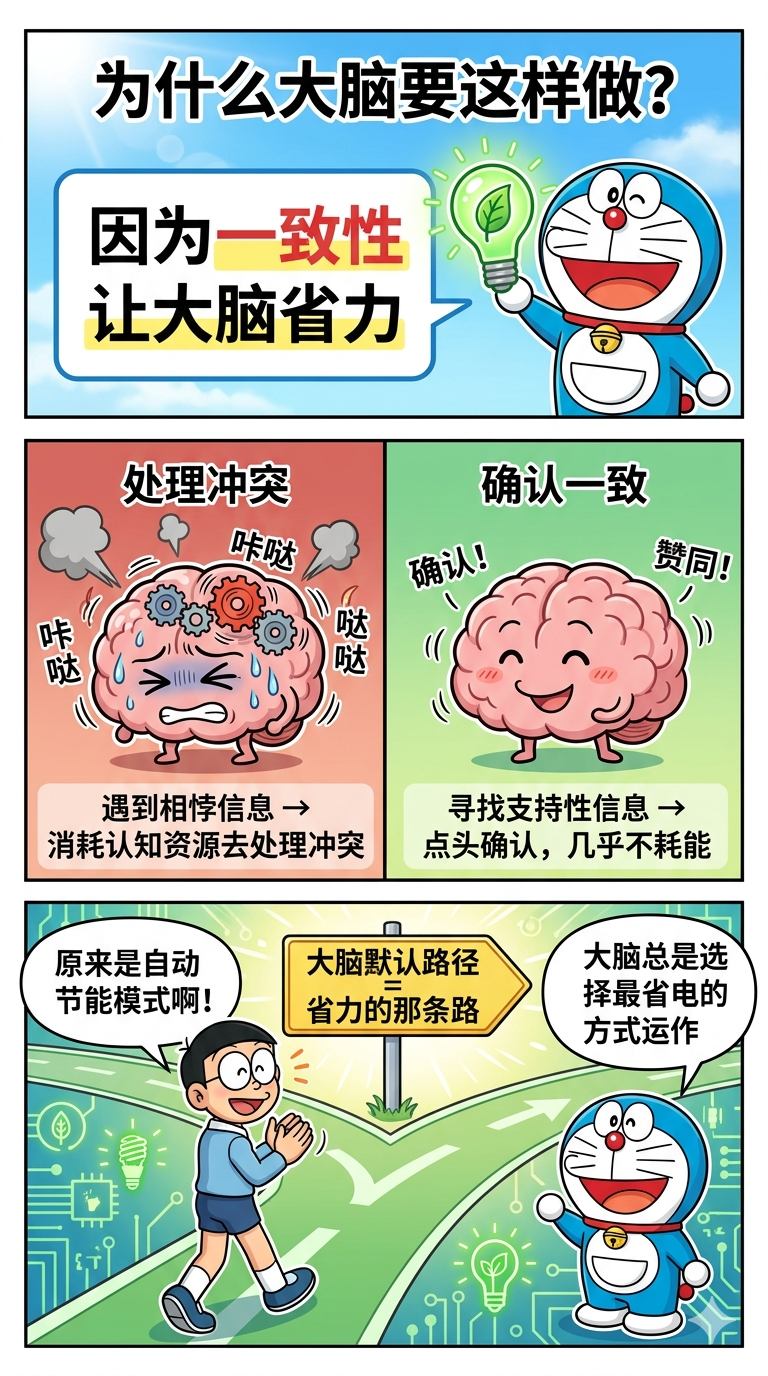 为什么大脑要这样做？
因为一致性
让大脑省力
处理冲突
咔哒
咔哒
哒哒
遇到相悖信息 →
消耗认知资源去处理冲突
确认一致
确认！
赞同！
寻找支持性信息 →
点头确认，几乎不耗能
原来是自动
节能模式啊！
大脑默认路径
=
省力的那条路
大脑总是选
择最省电的
方式运作